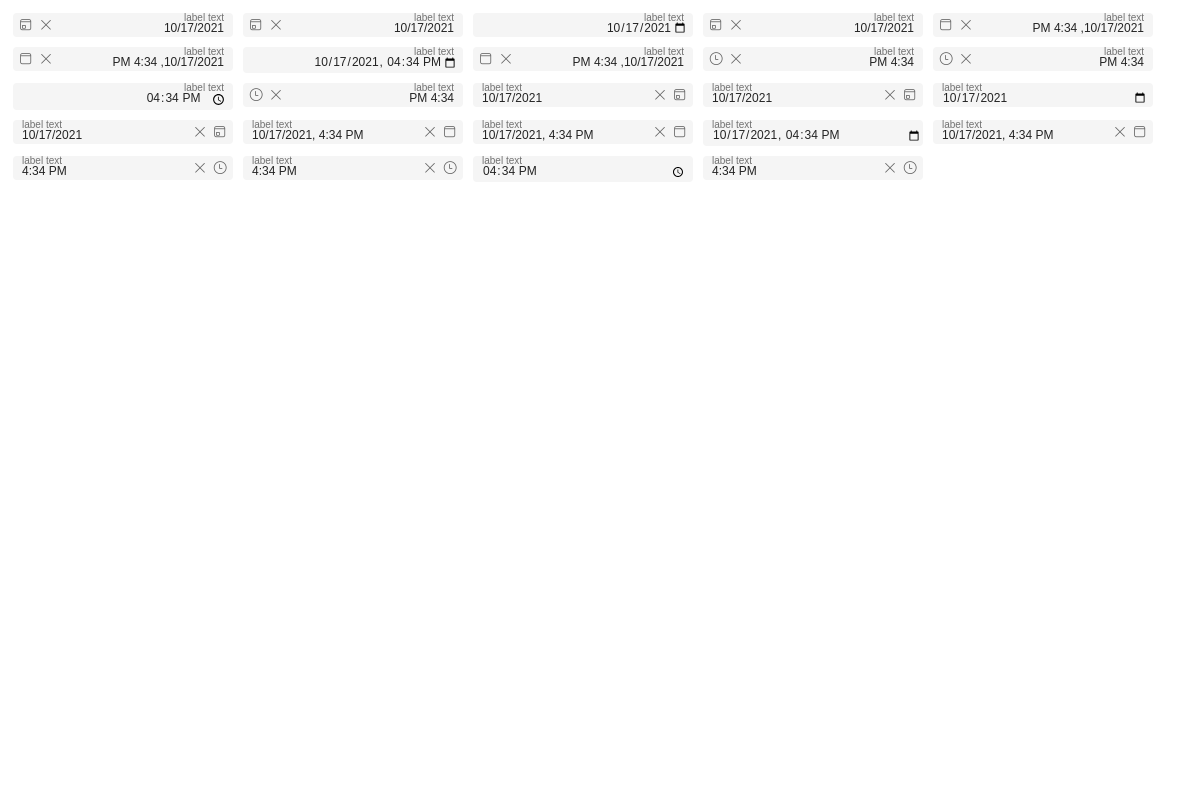 label text
10/17/2021
label text
10/17/2021
label text
10/17/2021
label text
10/17/2021
label text
PM 4:34 ,10/17/2021
label text
PM 4:34 ,10/17/2021
label text
10/17/2021, 04:34 PM
label text
PM 4:34 ,10/17/2021
label text
PM 4:34
label text
PM 4:34
label text
04:34 PM
label text
PM 4:34
label text
10/17/2021
label text
10/17/2021
label text
10/17/2021
label text
10/17/2021
label text
10/17/2021, 4:34 PM
label text
10/17/2021, 4:34 PM
label text
10/17/2021, 04:34 PM
label text
10/17/2021, 4:34 PM
label text
4:34 PM
label text
4:34 PM
label text
04:34 PM
label text
4:34 PM